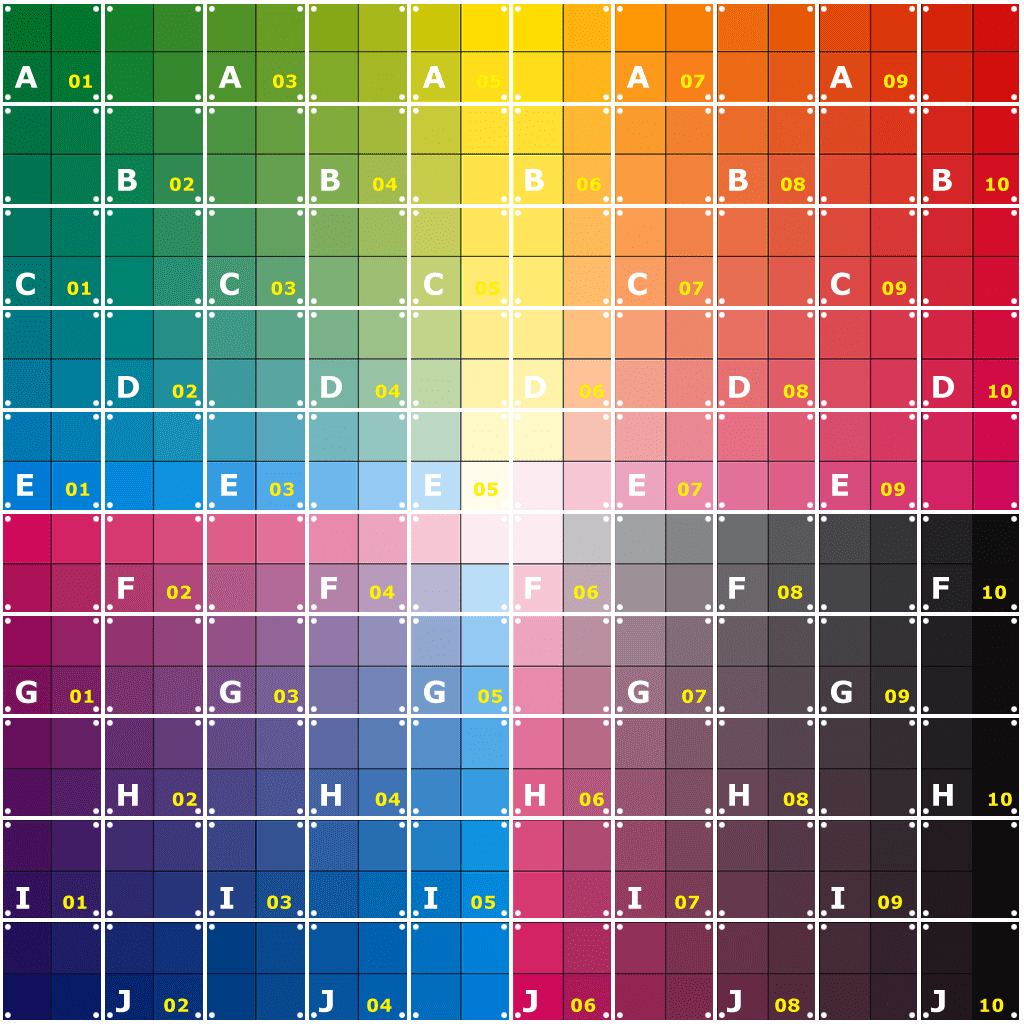 A 01 A 03 A 05 A 07 A 09
B 02 B 04 B 06 B 08 B 10
C 01 C 03 C 05 C 07 C 09
D 02 D 04 D 06 D 08 D 10
E 01 E 03 E 05 E 07 E 09
F 02 F 04 F 06 F 08 F 10
G 01 G 03 G 05 G 07 G 09
H 02 H 04 H 06 H 08 H 10
I 01 I 03 I 05 I 07 I 09
J 02 J 04 J 06 J 08 J 10